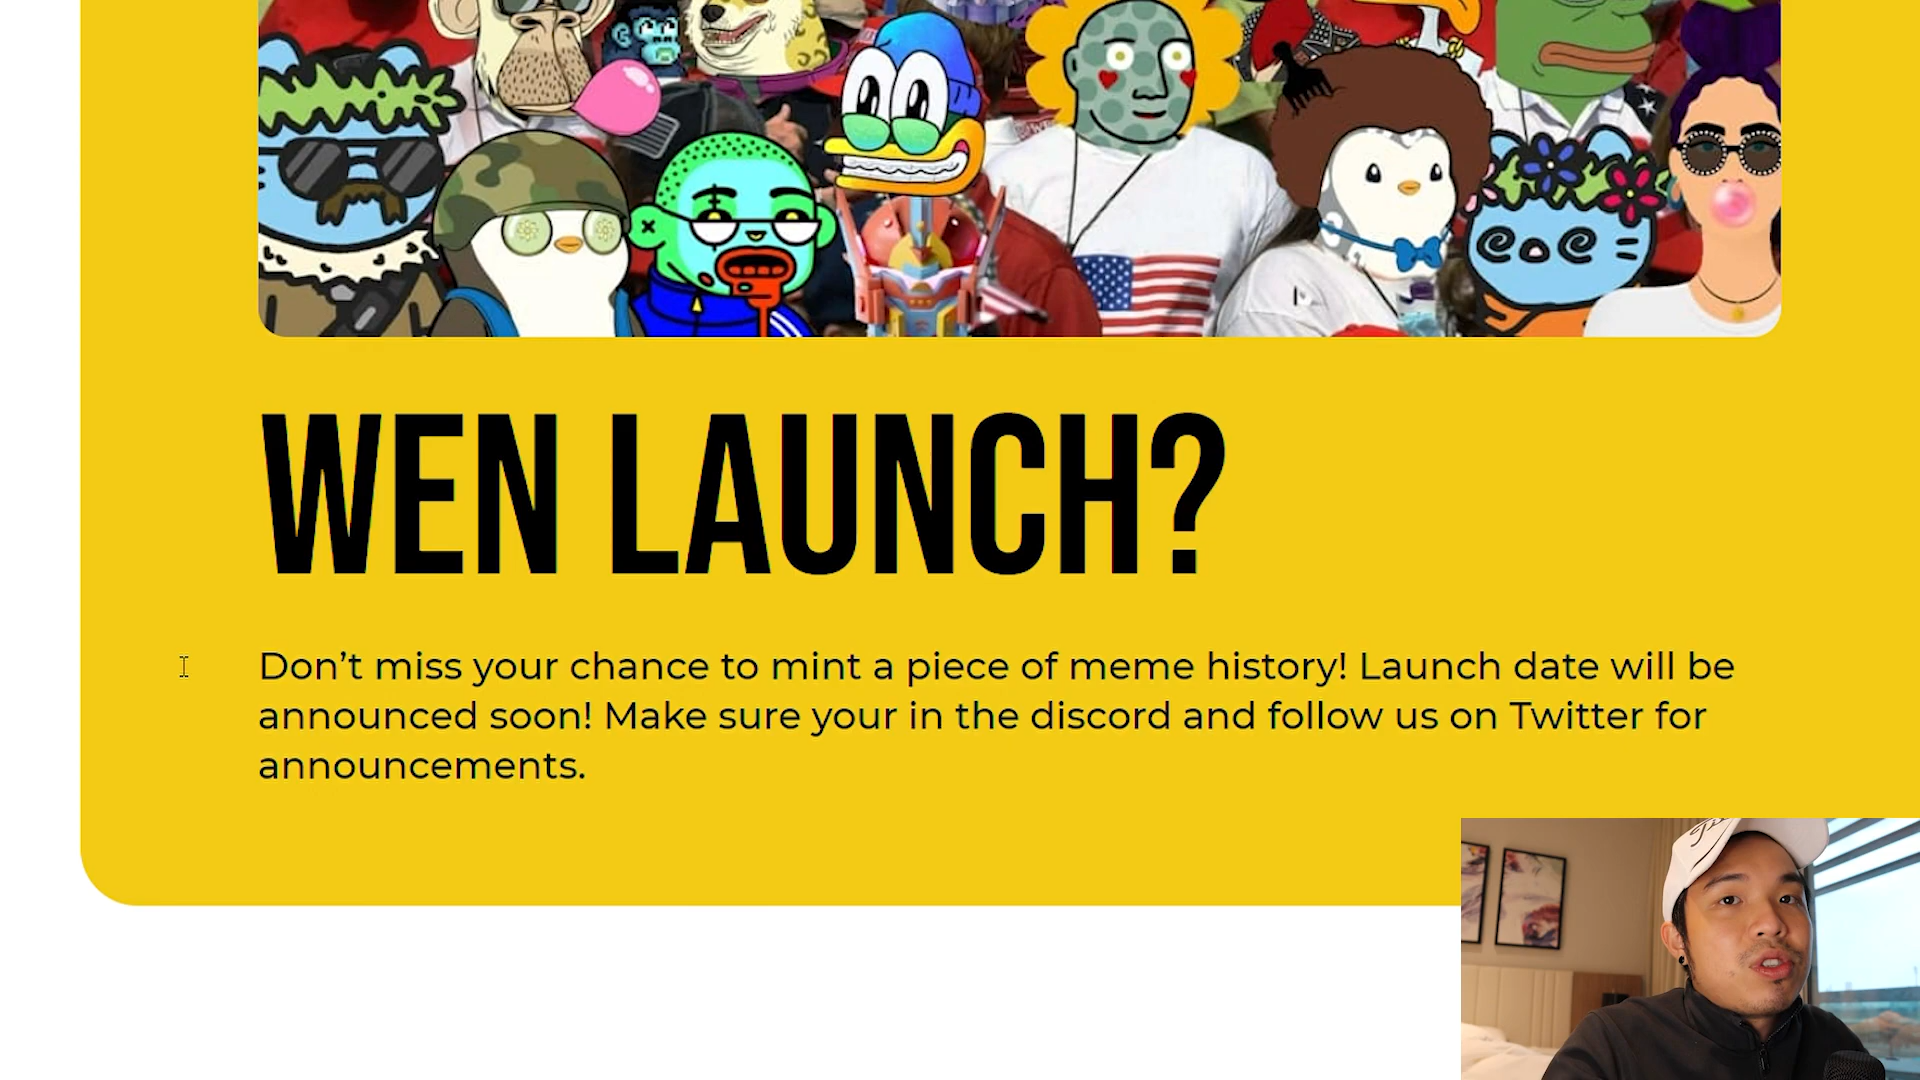 WEN LAUNCH?
Don’t miss your chance to mint a piece of meme history! Launch date will be
announced soon! Make sure your in the discord and follow us on Twitter for
announcements.